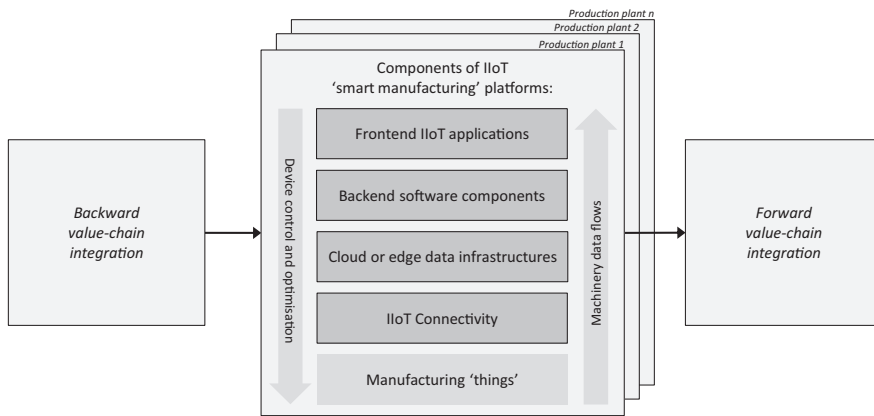 Production plant n
Production plant 2
Production plant 1
Components of IIoT
‘smart manufacturing’ platforms:
Frontend IIoT applications
Backend software components
Cloud or edge data infrastructures
IIoT Connectivity
Manufacturing ‘things’
Device control and optimisation
Machinery data flows
Backward
value-chain
integration
Forward
value-chain
integration